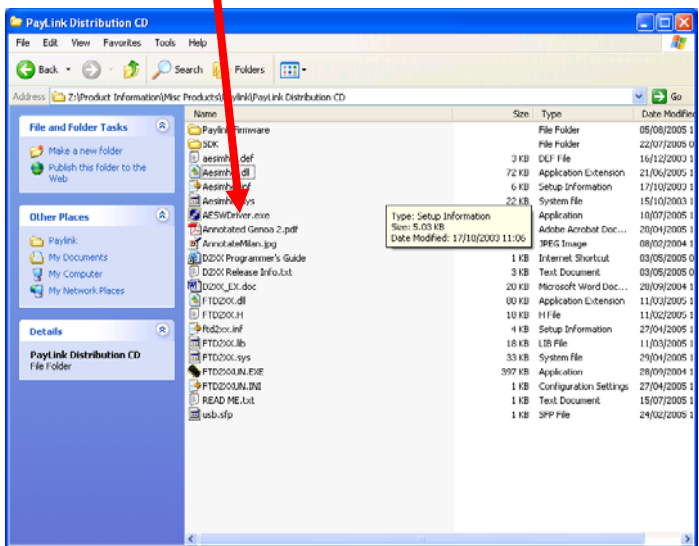 PayLink Distribution CD
File Edit View Favorites Tools Help
Back Search Folders
Address Z:\Product Information\Misc Products\Paylink\PayLink Distribution CD Go
File and Folder Tasks
Make a new folder
Publish this folder to the
Web
Other Places
Paylink
My Documents
My Computer
My Network Places
Details
PayLink Distribution CD
File Folder
Name Size Type Date Modified
Paylink Firmware File Folder 05/08/2005 1
SDK File Folder 22/07/2005 0
.def 3 KB DEF File 16/12/2003 1
.dll 72 KB Application Extension 21/06/2005 1
6 KB Setup Information 17/10/2003 1
22 KB System file 15/10/2003 1
AESWDriver.exe Application 10/07/2005 1
Annotated Genoa 2.pdf Adobe Acrobat Doc... 20/04/2005 1
AnnotateMilan.jpg JPEG Image 08/02/2004 1
D2XX Programmer's Guide 1 KB Internet Shortcut 03/05/2005 0
D2XX Release Info.txt 3 KB Text Document 03/05/2005 0
D2XX_EX.doc 20 KB Microsoft Word Doc... 28/09/2004 1
FTD2XX.dll 80 KB Application Extension 11/03/2005 1
FTD2XX.H 18 KB H File 11/02/2005 1
ftd2xx.inf 4 KB Setup Information 27/04/2005 1
FTD2XX.lib 18 KB LIB File 11/03/2005 1
FTD2XX.sys 33 KB System file 29/04/2005 1
FTD2XXUN.EXE 397 KB Application 28/09/2004 1
FTD2XXUN.INI 1 KB Configuration Settings 27/04/2005 1
READ ME.txt 1 KB Text Document 15/07/2005 1
usb.sfp 1 KB SFP File 24/02/2005 1
Type: Setup Information
Size: 5.03 KB
Date Modified: 17/10/2003 11:06